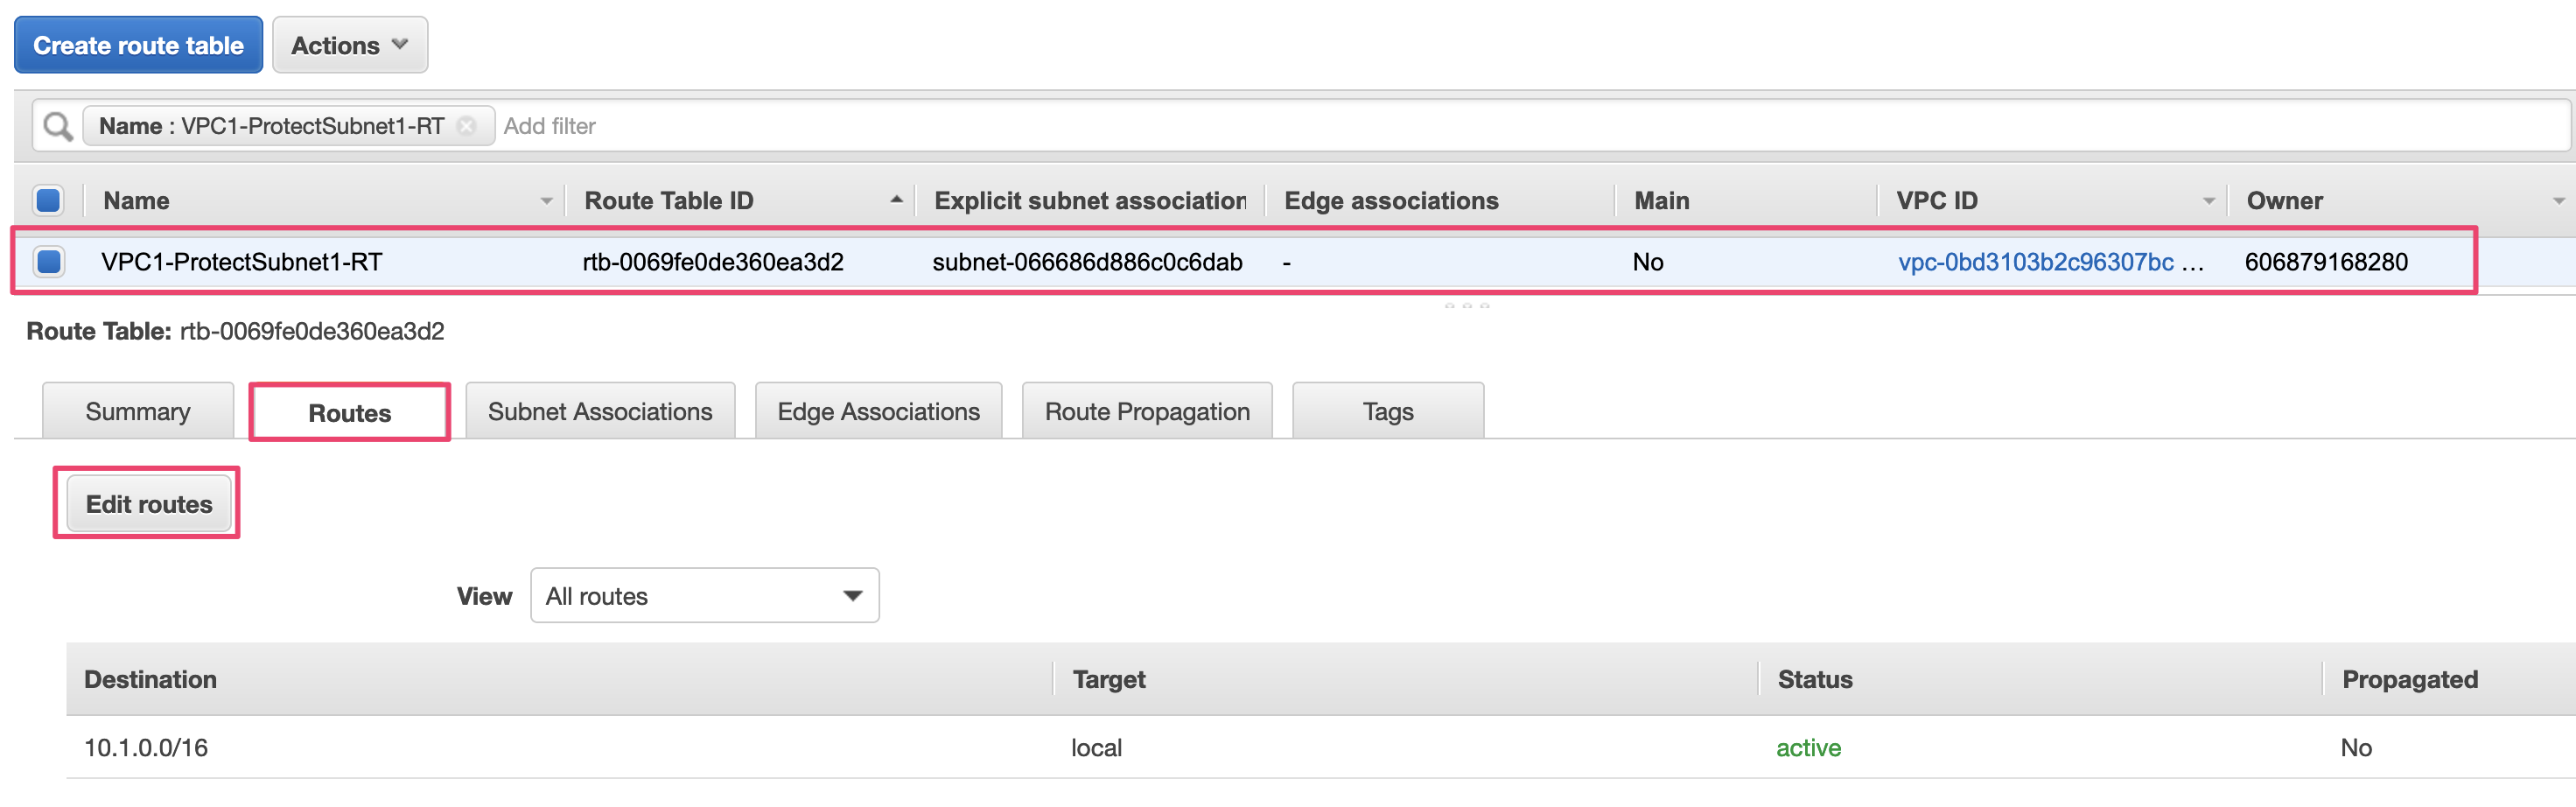 Create route table Actions
Name : VPC1-ProtectSubnet1-RT Add filter
Name Route Table ID Explicit subnet association Edge associations Main VPC ID Owner
VPC1-ProtectSubnet1-RT rtb-0069fe0de360ea3d2 subnet-066686d886c0c6dab - No vpc-0bd3103b2c96307bc ... 606879168280
Route Table: rtb-0069fe0de360ea3d2
Summary Routes Subnet Associations Edge Associations Route Propagation Tags
Edit routes
View All routes
Destination Target Status Propagated
10.1.0.0/16 local active No